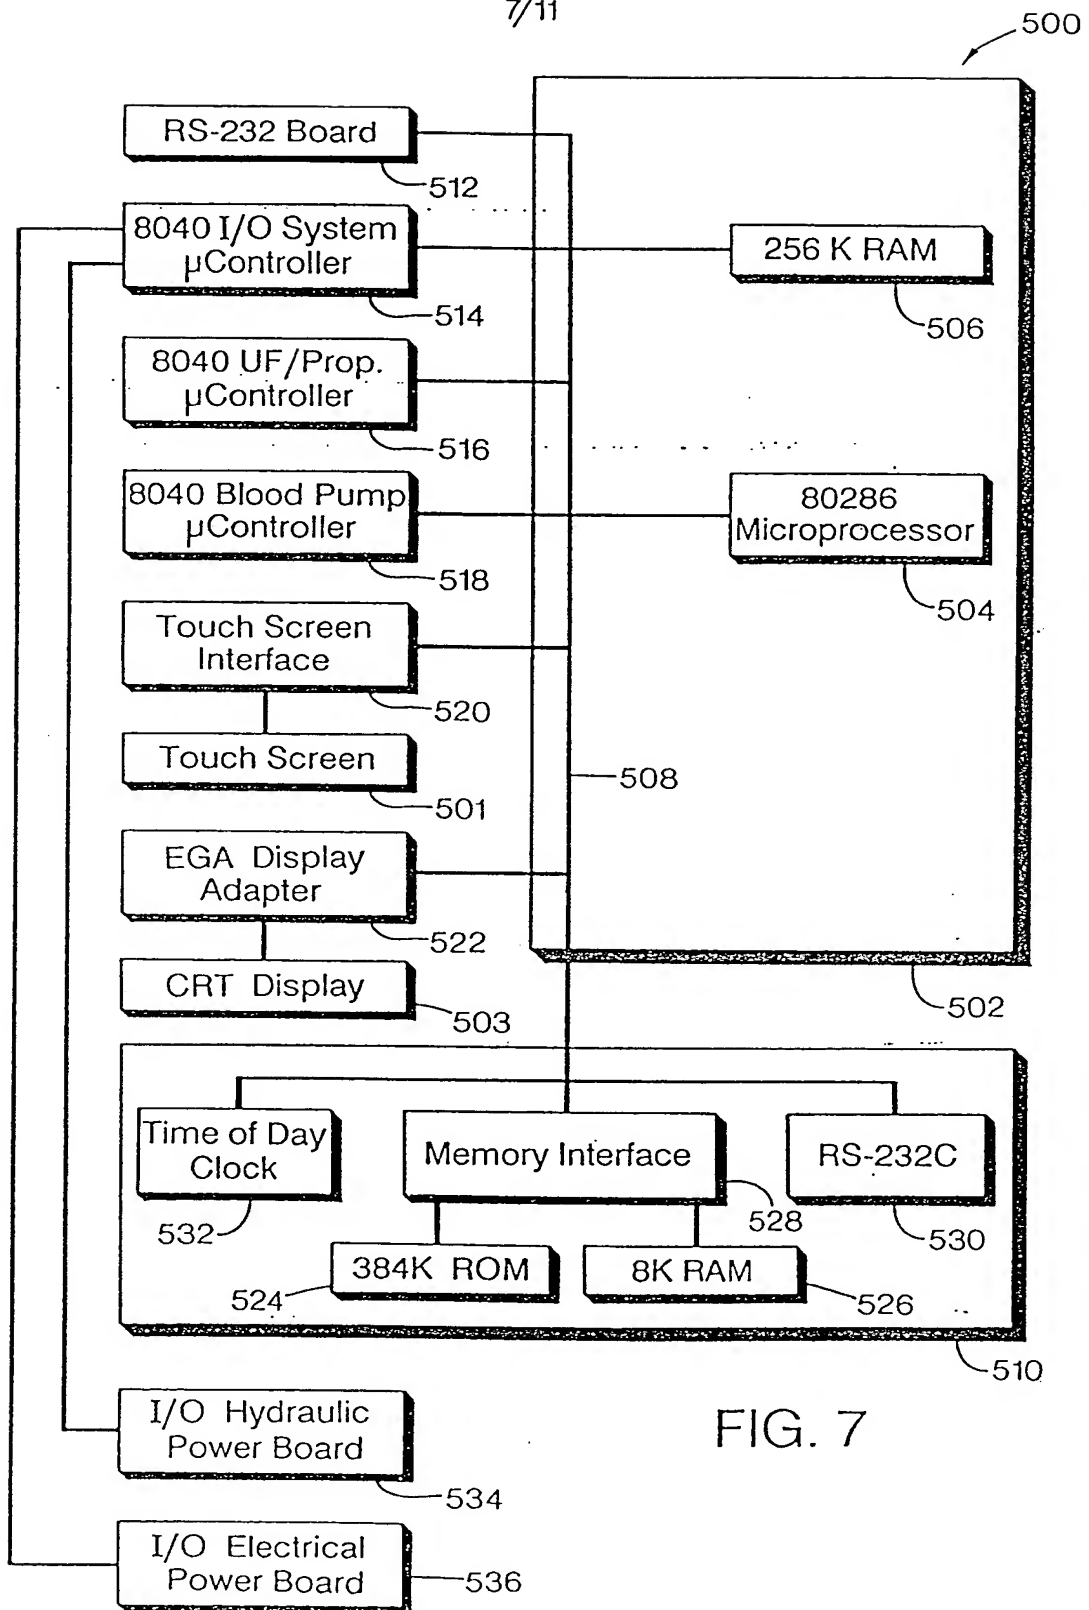 7/11
500
RS-232 Board
512
8040 I/O System
µController
514
256 K RAM
506
8040 UF/Prop.
µController
516
8040 Blood Pump
µController
518
80286
Microprocessor
504
Touch Screen
Interface
520
Touch Screen
501
508
EGA Display
Adapter
522
CRT Display
503
502
Time of Day
Clock
532
Memory Interface
528
RS-232C
530
384K ROM
524
8K RAM
526
510
I/O Hydraulic
Power Board
534
FIG. 7
I/O Electrical
Power Board
536